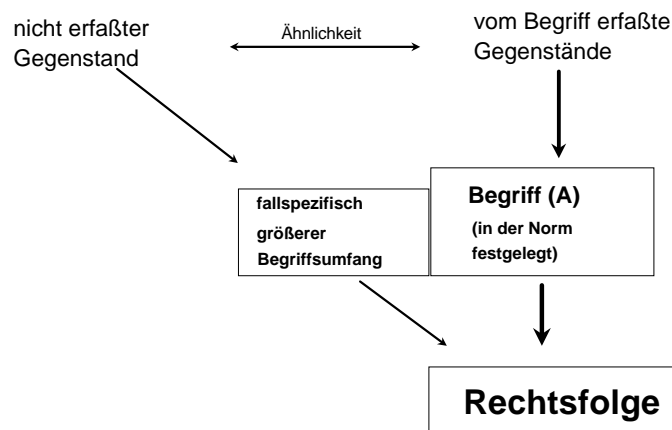 nicht erfaßter
Gegenstand
Ähnlichkeit
vom Begriff erfaßte
Gegenstände
fallspezifisch
größerer
Begriffsumfang
Begriff (A)
(in der Norm
festgelegt)
Rechtsfolge